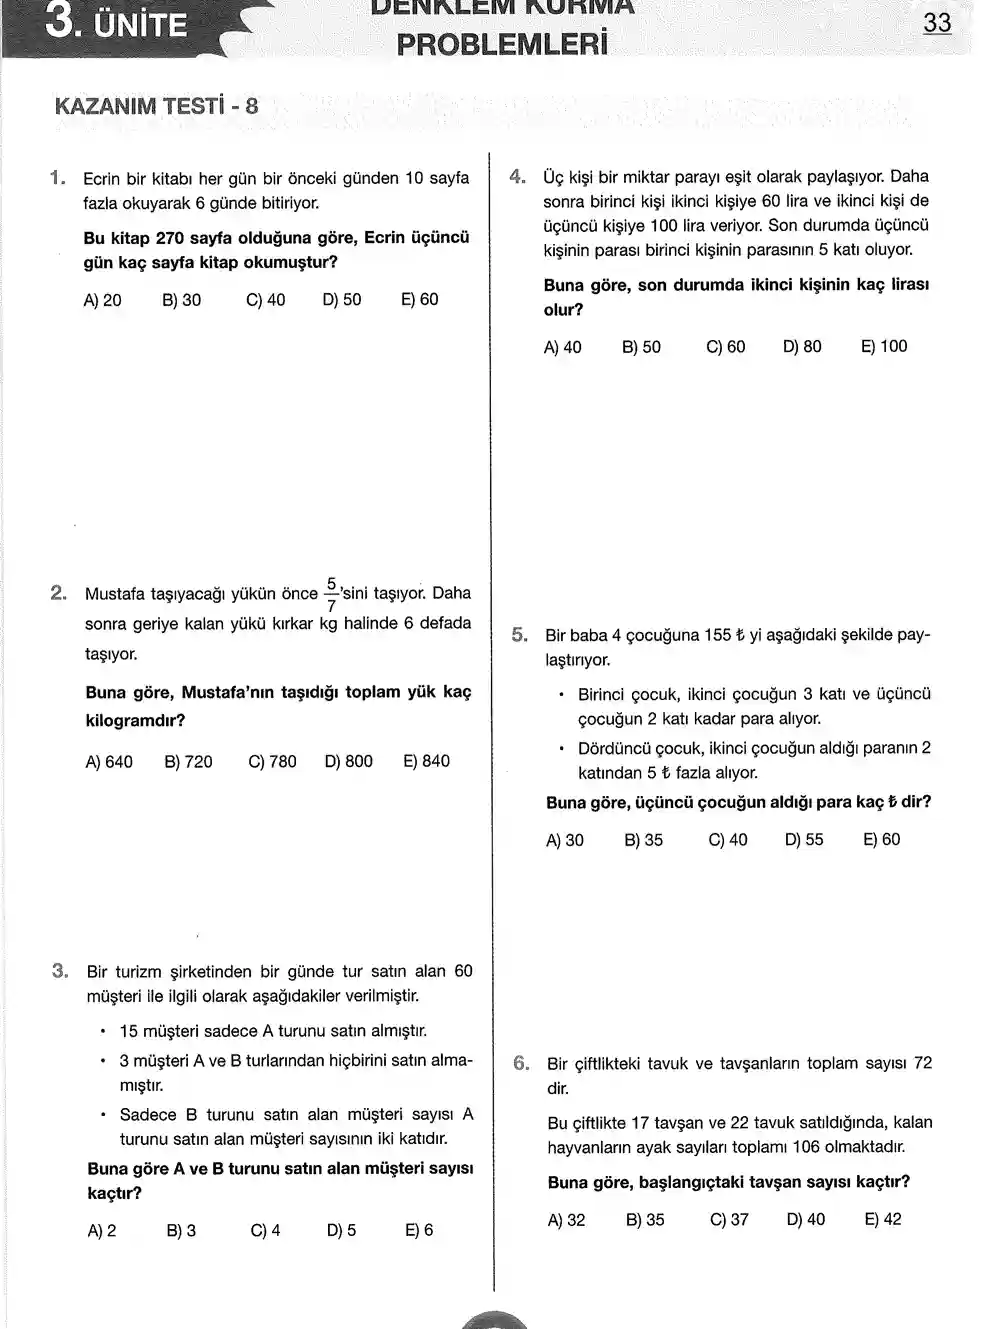 3. ÜNİTE
DENKLEM KURMA
PROBLEMLERİ
33
KAZANIM TESTİ - 8
1. Ecrin bir kitabı her gün bir önceki günden 10 sayfa
fazla okuyarak 6 günde bitiriyor.
Bu kitap 270 sayfa olduğuna göre, Ecrin üçüncü
gün kaç sayfa kitap okumuştur?
A) 20 B) 30 C) 40 D) 50 E) 60
2. Mustafa taşıyacağı yükün önce 5/7'sini taşıyor. Daha
sonra geriye kalan yükü kırkar kg halinde 6 defada
taşıyor.
Buna göre, Mustafa'nın taşıdığı toplam yük kaç
kilogramdır?
A) 640 B) 720 C) 780 D) 800 E) 840
3. Bir turizm şirketinden bir günde tur satın alan 60
müşteri ile ilgili olarak aşağıdakiler verilmiştir.
• 15 müşteri sadece A turunu satın almıştır.
• 3 müşteri A ve B turlarından hiçbirini satın alma-
mıştır.
• Sadece B turunu satın alan müşteri sayısı A
turunu satın alan müşteri sayısının iki katıdır.
Buna göre A ve B turunu satın alan müşteri sayısı
kaçtır?
A) 2 B) 3 C) 4 D) 5 E) 6
4. Üç kişi bir miktar parayı eşit olarak paylaşıyor. Daha
sonra birinci kişi ikinci kişiye 60 lira ve ikinci kişi de
üçüncü kişiye 100 lira veriyor. Son durumda üçüncü
kişinin parası birinci kişinin parasının 5 katı oluyor.
Buna göre, son durumda ikinci kişinin kaç lirası
olur?
A) 40 B) 50 C) 60 D) 80 E) 100
5. Bir baba 4 çocuğuna 155 ₺ yi aşağıdaki şekilde pay-
laştırıyor.
• Birinci çocuk, ikinci çocuğun 3 katı ve üçüncü
çocuğun 2 katı kadar para alıyor.
• Dördüncü çocuk, ikinci çocuğun aldığı paranın 2
katından 5 ₺ fazla alıyor.
Buna göre, üçüncü çocuğun aldığı para kaç ₺ dir?
A) 30 B) 35 C) 40 D) 55 E) 60
6. Bir çiftlikteki tavuk ve tavşanların toplam sayısı 72
dir.
Bu çiftlikte 17 tavşan ve 22 tavuk satıldığında, kalan
hayvanların ayak sayıları toplamı 106 olmaktadır.
Buna göre, başlangıçtaki tavşan sayısı kaçtır?
A) 32 B) 35 C) 37 D) 40 E) 42